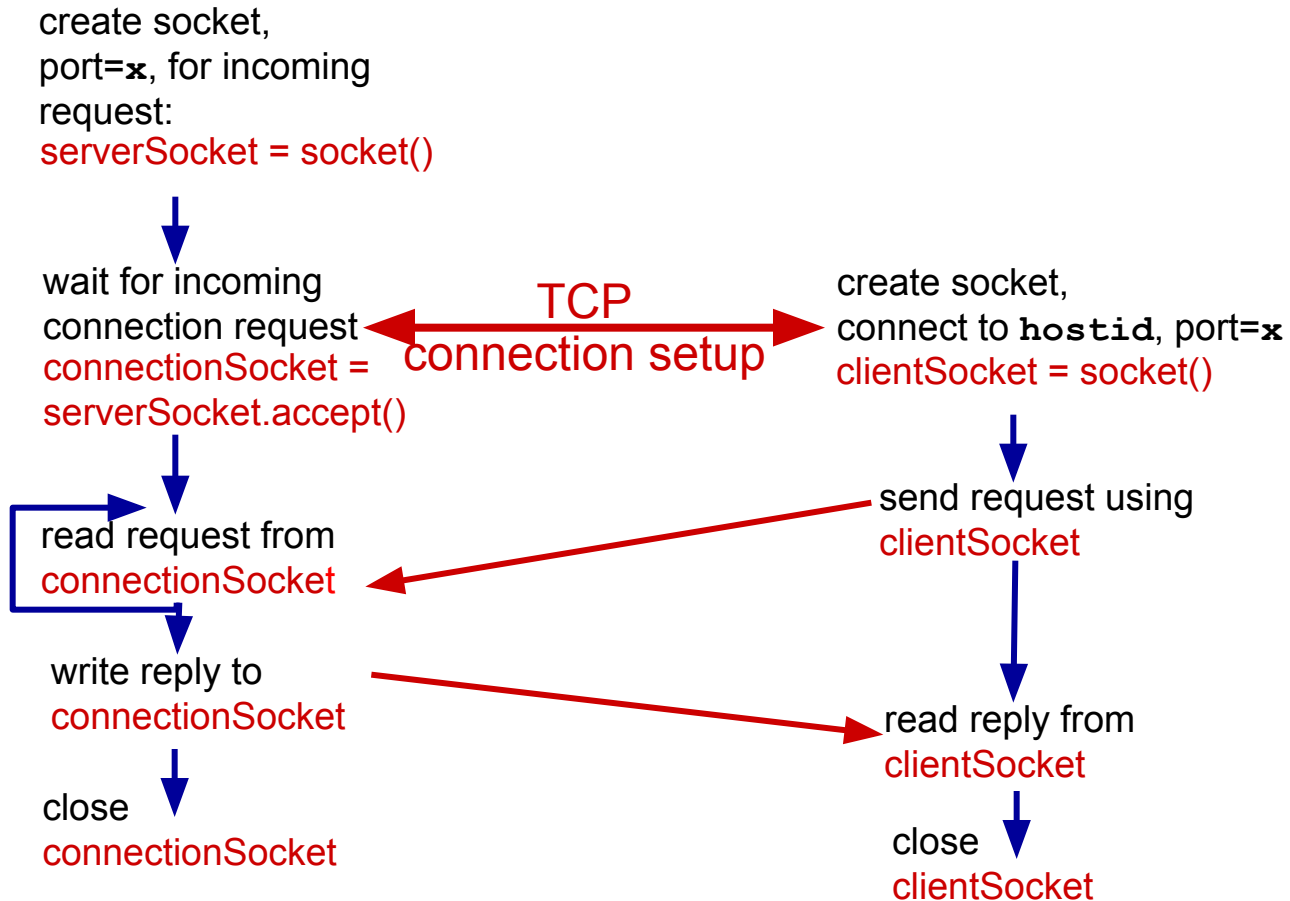 create socket,
port=x, for incoming
request:
serverSocket = socket()
wait for incoming
connection request
connectionSocket =
serverSocket.accept()
TCP
connection setup
create socket,
connect to hostid, port=x
clientSocket = socket()
read request from
connectionSocket
send request using
clientSocket
write reply to
connectionSocket
read reply from
clientSocket
close
connectionSocket
close
clientSocket